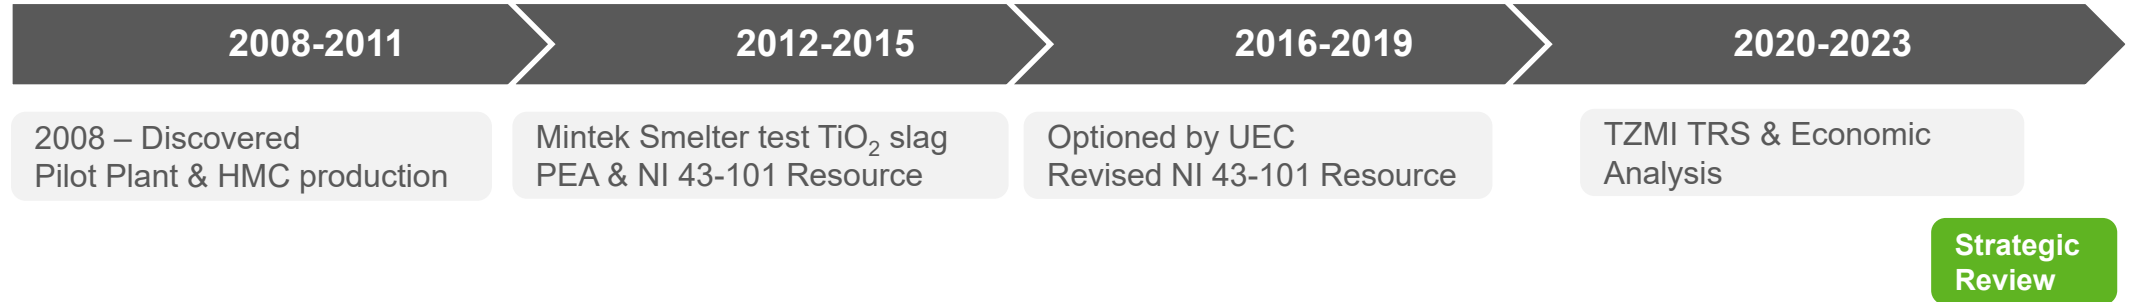 2008-2011
2012-2015
2016-2019
2020-2023
2008 – Discovered
Pilot Plant & HMC production
Mintek Smelter test TiO₂ slag
PEA & NI 43-101 Resource
Optioned by UEC
Revised NI 43-101 Resource
TZMI TRS & Economic
Analysis
Strategic
Review